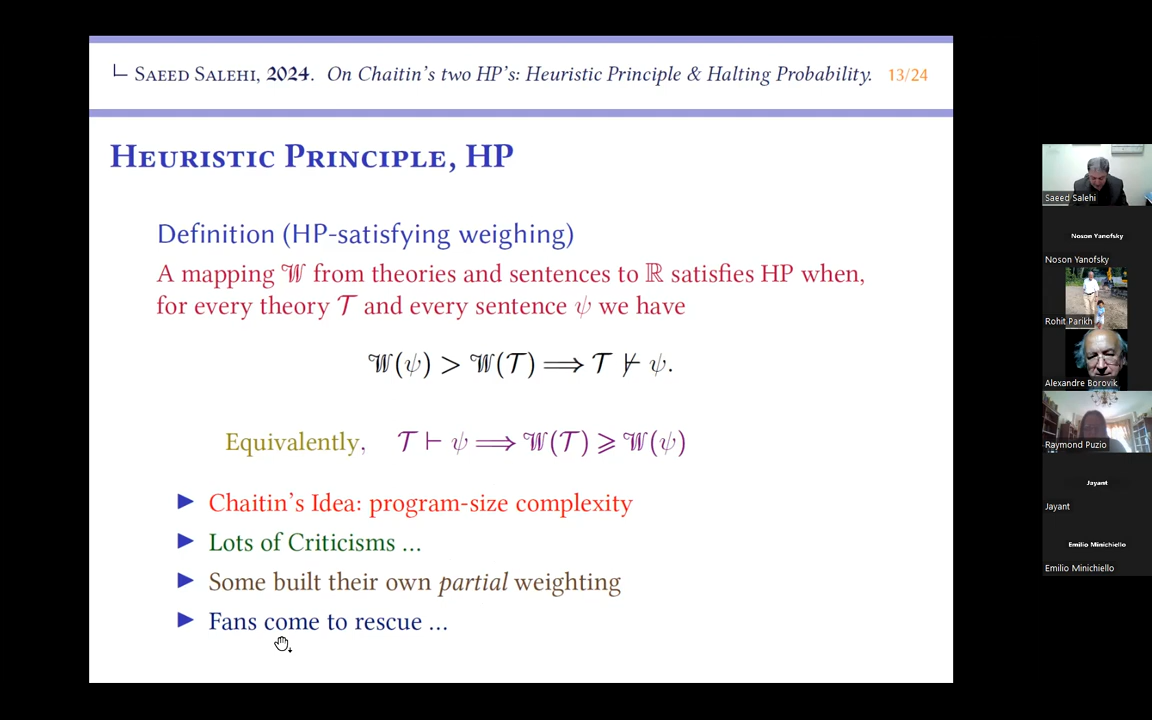 SAEED SALEHI, 2024. On Chaitin's two HP's: Heuristic Principle & Halting Probability. 13/24
HEURISTIC PRINCIPLE, HP
Definition (HP-satisfying weighing)
A mapping 𝒲 from theories and sentences to ℝ satisfies HP when,
for every theory 𝒯 and every sentence ψ we have
𝒲(ψ) > 𝒲(𝒯) ⟹ 𝒯 ⊬ ψ.
Equivalently, 𝒯 ⊢ ψ ⟹ 𝒲(𝒯) ⩾ 𝒲(ψ)
▶ Chaitin's Idea: program-size complexity
▶ Lots of Criticisms ...
▶ Some built their own partial weighting
▶ Fans come to rescue ...
Saeed Salehi
Noson Yanofsky
Noson Yanofsky
Rohit Parikh
Alexandre Borovik
Raymond Puzio
Jayant
Jayant
Emilio Minichiello
Emilio Minichiello